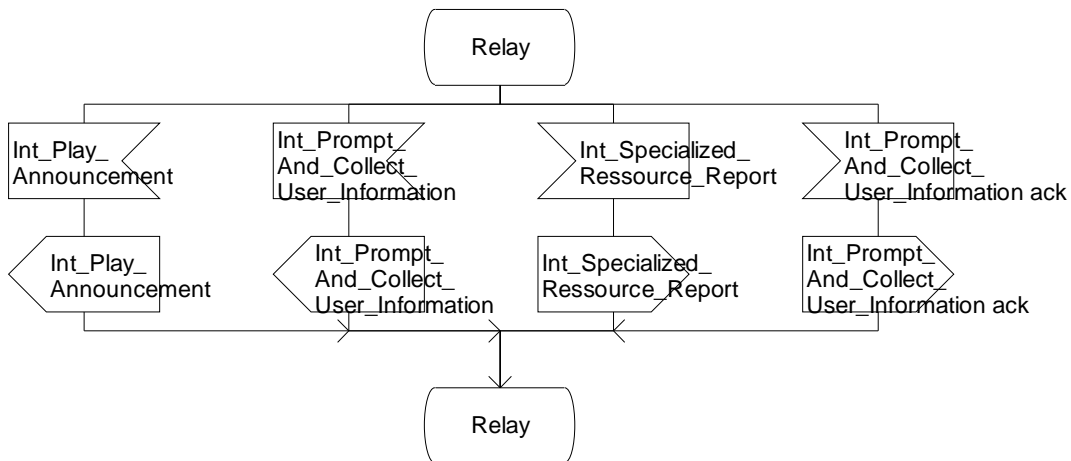 Relay
Int_Play_
Announcement
Int_Prompt_
And_Collect_
User_Information
Int_Specialized_
Ressource_Report
Int_Prompt_
And_Collect_
User_Information ack
Int_Play_
Announcement
Int_Prompt_
And_Collect_
User_Information
Int_Specialized_
Ressource_Report
Int_Prompt_
And_Collect_
User_Information ack
Relay